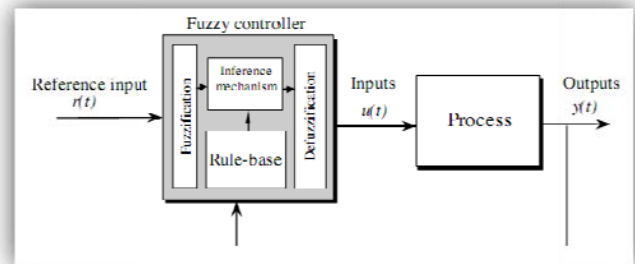 Fuzzy controller
Reference input
r(t)
Fuzzification
Inference
mechanism
Rule-base
Defuzzification
Inputs
u(t)
Process
Outputs
y(t)